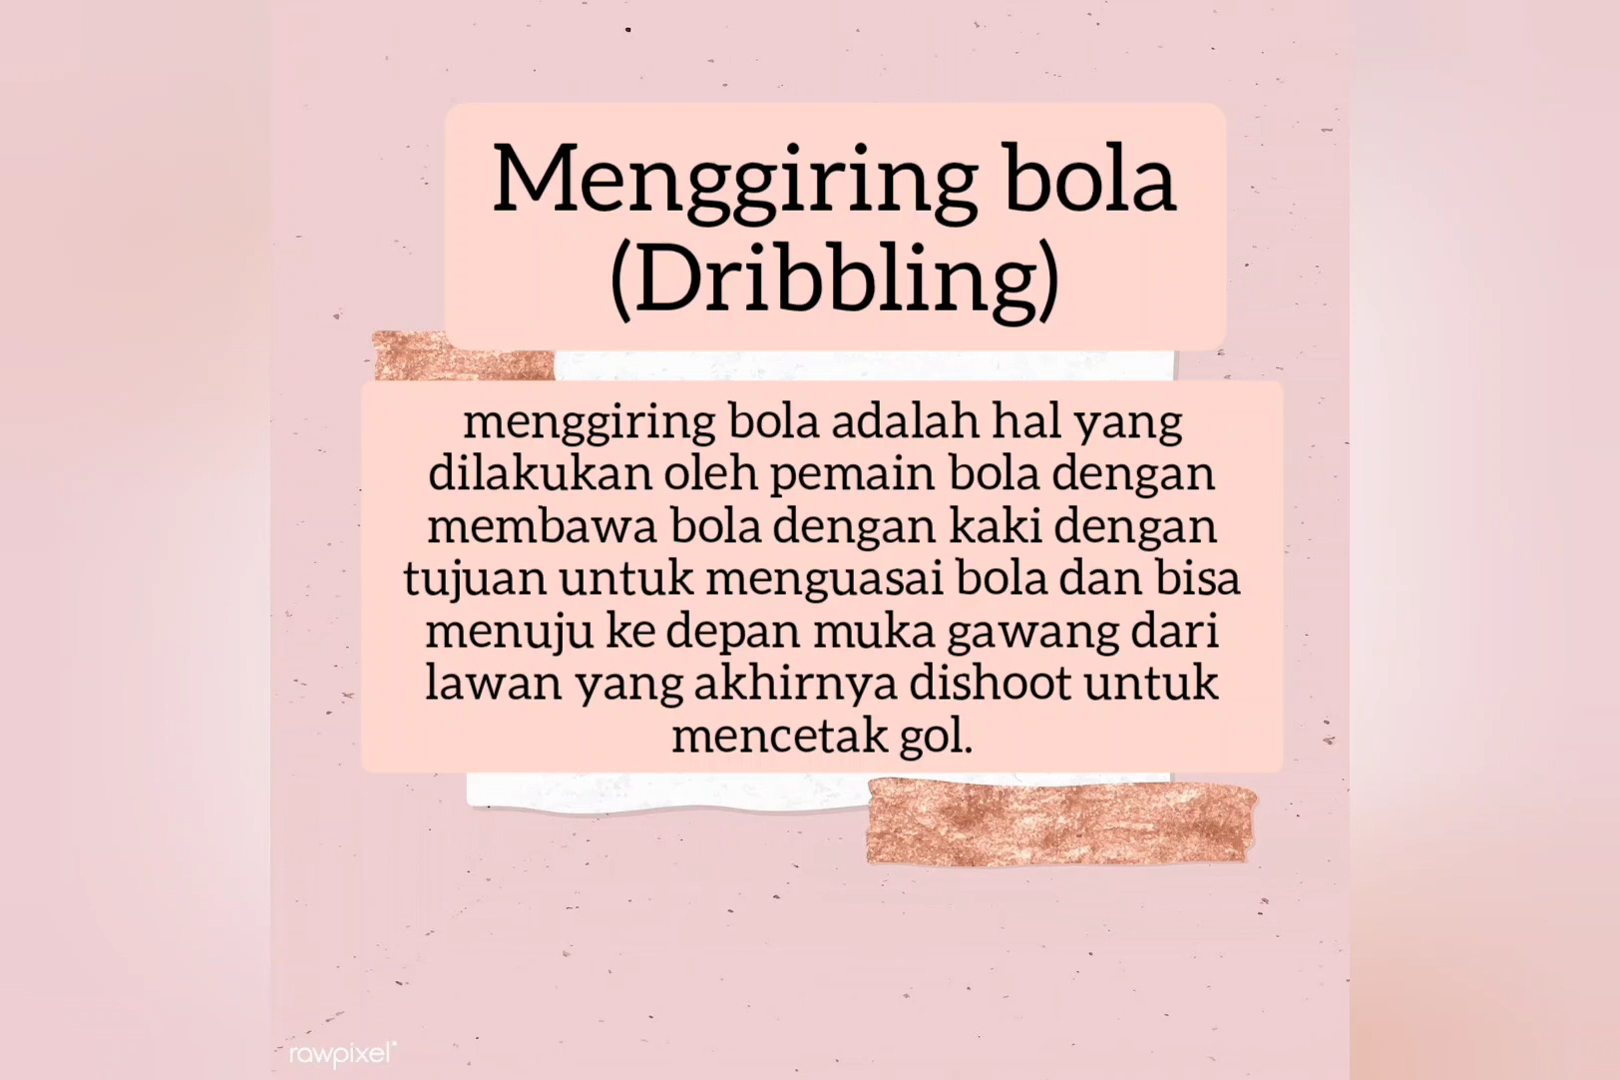 Menggiring bola
(Dribbling)
menggiring bola adalah hal yang
dilakukan oleh pemain bola dengan
membawa bola dengan kaki dengan
tujuan untuk menguasai bola dan bisa
menuju ke depan muka gawang dari
lawan yang akhirnya dishoot untuk
mencetak gol.
rawpixel